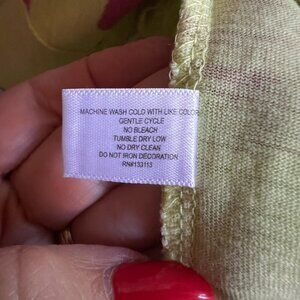 MACHINE WASH COLD WITH LIKE COLOR
GENTLE CYCLE
NO BLEACH
TUMBLE DRY LOW
NO DRY CLEAN
DO NOT IRON DECORATION
RN#133113